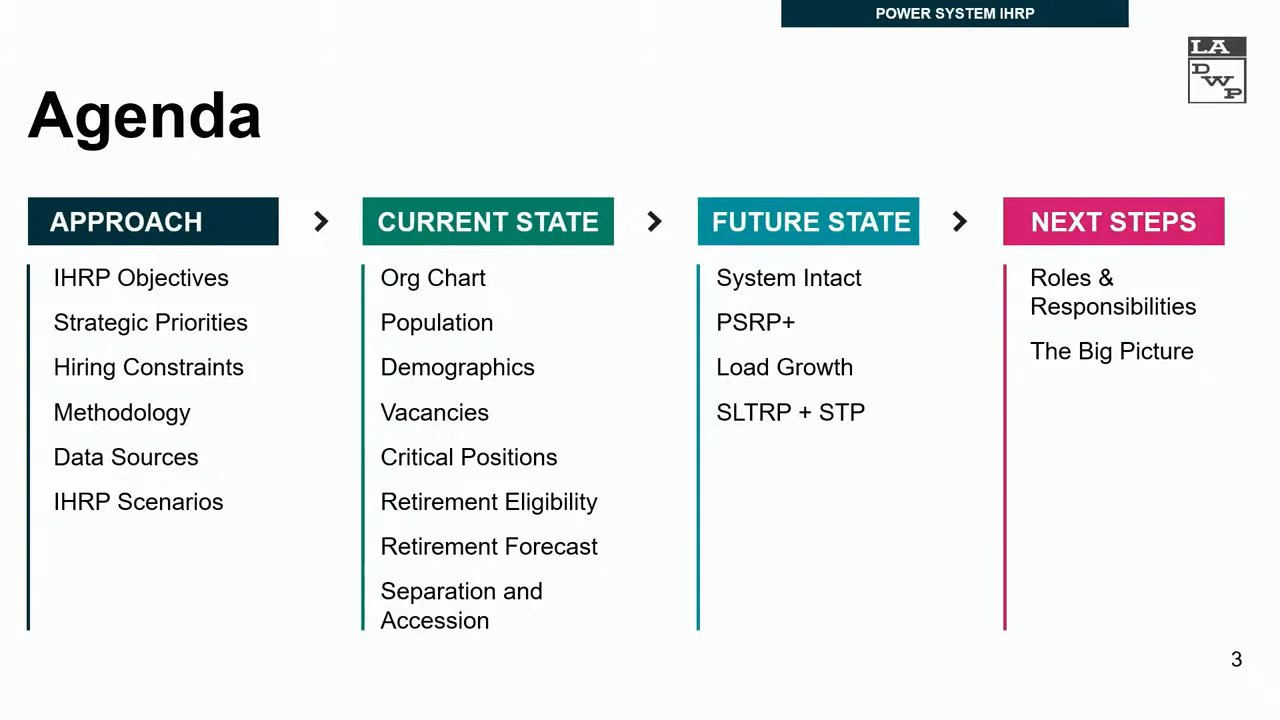 POWER SYSTEM IHRP
LA
DWP
Agenda
APPROACH
IHRP Objectives
Strategic Priorities
Hiring Constraints
Methodology
Data Sources
IHRP Scenarios
CURRENT STATE
Org Chart
Population
Demographics
Vacancies
Critical Positions
Retirement Eligibility
Retirement Forecast
Separation and
Accession
FUTURE STATE
System Intact
PSRP+
Load Growth
SLTRP + STP
NEXT STEPS
Roles &
Responsibilities
The Big Picture
3